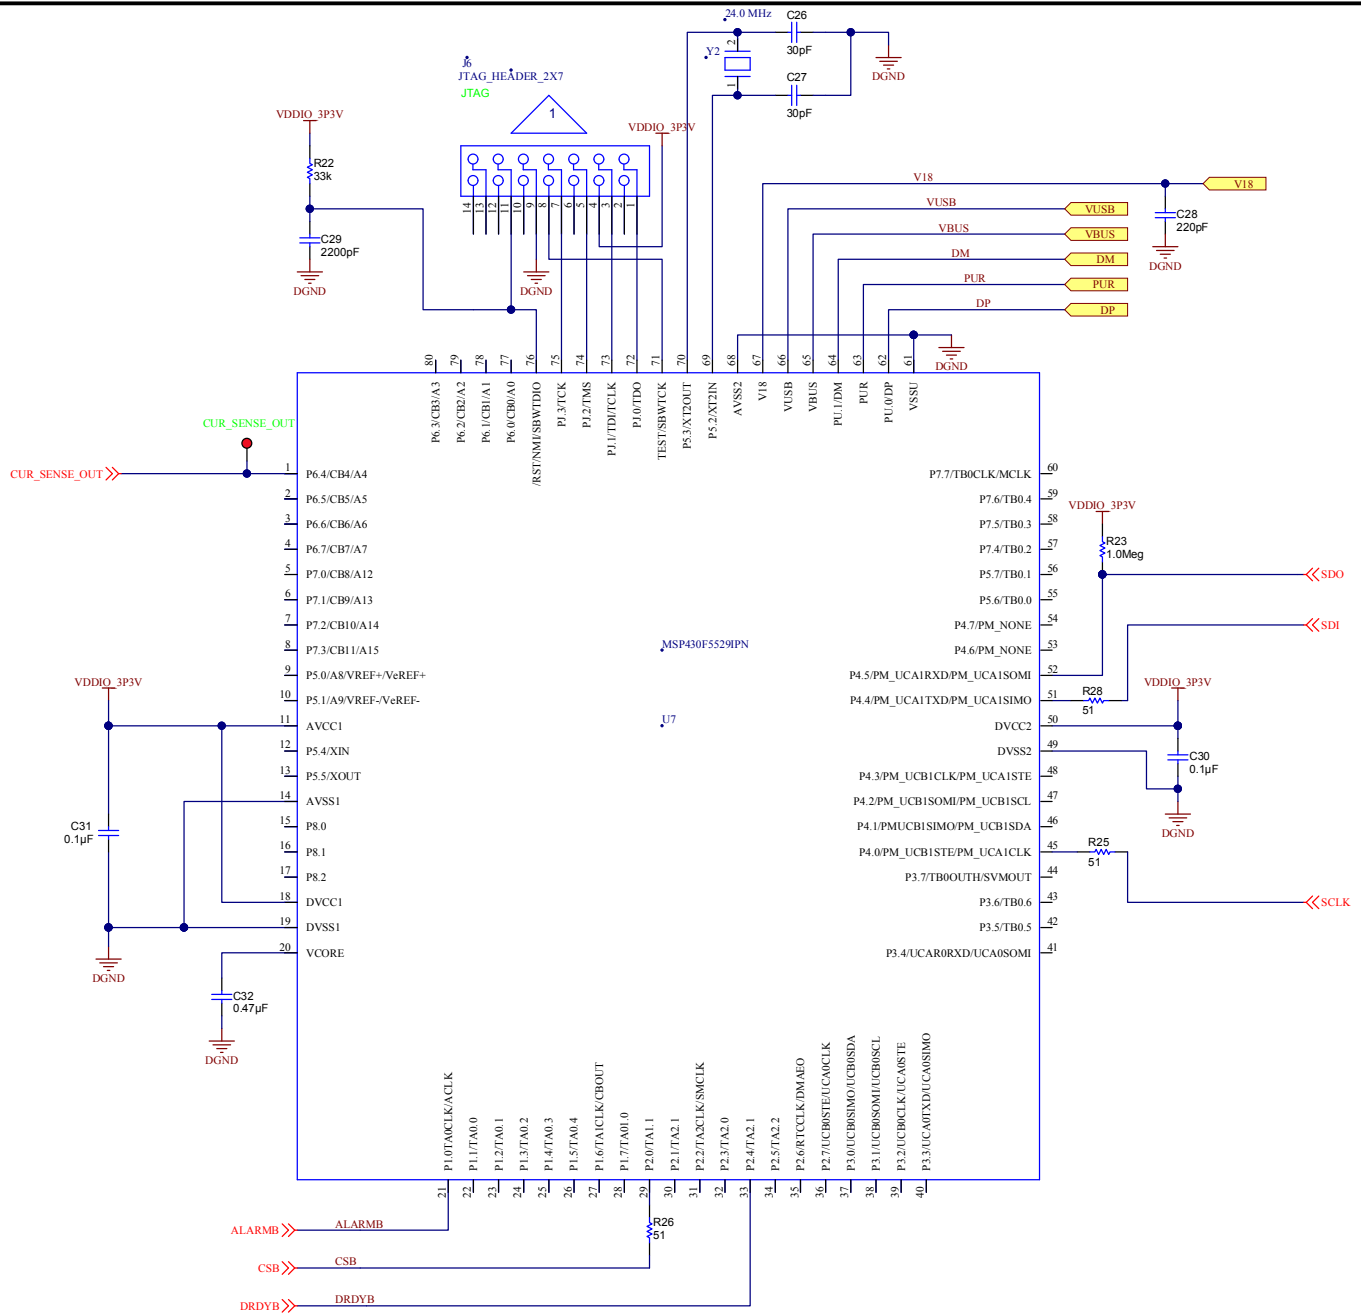 24.0 MHz
C26
30pF
Y2
2
1
C27
30pF
DGND
J6
JTAG_HEADER_2X7
JTAG
1
VDDIO_3P3V
14
13
12
11
10
9
8
7
6
5
4
3
2
1
DGND
VDDIO_3P3V
R22
33k
C29
2200pF
DGND
V18
V18
VUSB
VUSB
C28
220pF
VBUS
VBUS
DM
DM
DGND
PUR
PUR
DP
DP
DGND
80
79
78
77
76
75
74
73
72
71
70
69
68
67
66
65
64
63
62
61
P6.3/CB3/A3
P6.2/CB2/A2
P6.1/CB1/A1
P6.0/CB0/A0
/RST/NMI/SBWTDIO
PJ.3/TCK
PJ.2/TMS
PJ.1/TDI/TCLK
PJ.0/TDO
TEST/SBWTCK
P5.3/XT2OUT
P5.2/XT2IN
AVSS2
V18
VUSB
VBUS
PU.1/DM
PUR
PU.0/DP
VSSU
CUR_SENSE_OUT
CUR_SENSE_OUT
1 P6.4/CB4/A4
2 P6.5/CB5/A5
3 P6.6/CB6/A6
4 P6.7/CB7/A7
5 P7.0/CB8/A12
6 P7.1/CB9/A13
7 P7.2/CB10/A14
8 P7.3/CB11/A15
9 P5.0/A8/VREF+/VeREF+
10 P5.1/A9/VREF-/VeREF-
11 AVCC1
12 P5.4/XIN
13 P5.5/XOUT
14 AVSS1
15 P8.0
16 P8.1
17 P8.2
18 DVCC1
19 DVSS1
20 VCORE
VDDIO_3P3V
C31
0.1µF
DGND
C32
0.47µF
DGND
MSP430F5529IPN
U7
P7.7/TB0CLK/MCLK 60
P7.6/TB0.4 59
P7.5/TB0.3 58
P7.4/TB0.2 57
P5.7/TB0.1 56
P5.6/TB0.0 55
P4.7/PM_NONE 54
P4.6/PM_NONE 53
P4.5/PM_UCA1RXD/PM_UCA1SOMI 52
P4.4/PM_UCA1TXD/PM_UCA1SIMO 51
DVCC2 50
DVSS2 49
P4.3/PM_UCB1CLK/PM_UCA1STE 48
P4.2/PM_UCB1SOMI/PM_UCB1SCL 47
P4.1/PMUCB1SIMO/PM_UCB1SDA 46
P4.0/PM_UCB1STE/PM_UCA1CLK 45
P3.7/TB0OUTH/SVMOUT 44
P3.6/TB0.6 43
P3.5/TB0.5 42
P3.4/UCAR0RXD/UCA0SOMI 41
VDDIO_3P3V
R23
1.0Meg
SDO
SDI
R28
51
VDDIO_3P3V
C30
0.1µF
DGND
R25
51
SCLK
P1.0TA0CLK/ACLK
P1.1/TA0.0
P1.2/TA0.1
P1.3/TA0.2
P1.4/TA0.3
P1.5/TA0.4
P1.6/TA1CLK/CBOUT
P1.7/TA01.0
P2.0/TA1.1
P2.1/TA2.1
P2.2/TA2CLK/SMCLK
P2.3/TA2.0
P2.4/TA2.1
P2.5/TA2.2
P2.6/RTCCLK/DMAEO
P2.7/UCB0STE/UCA0CLK
P3.0/UCB0SIMO/UCB0SDA
P3.1/UCB0SOMI/UCB0SCL
P3.2/UCB0CLK/UCA0STE
P3.3/UCA0TXD/UCA0SIMO
21
22
23
24
25
26
27
28
29
30
31
32
33
34
35
36
37
38
39
40
ALARMB
ALARMB
R26
51
CSB
CSB
DRDYB
DRDYB